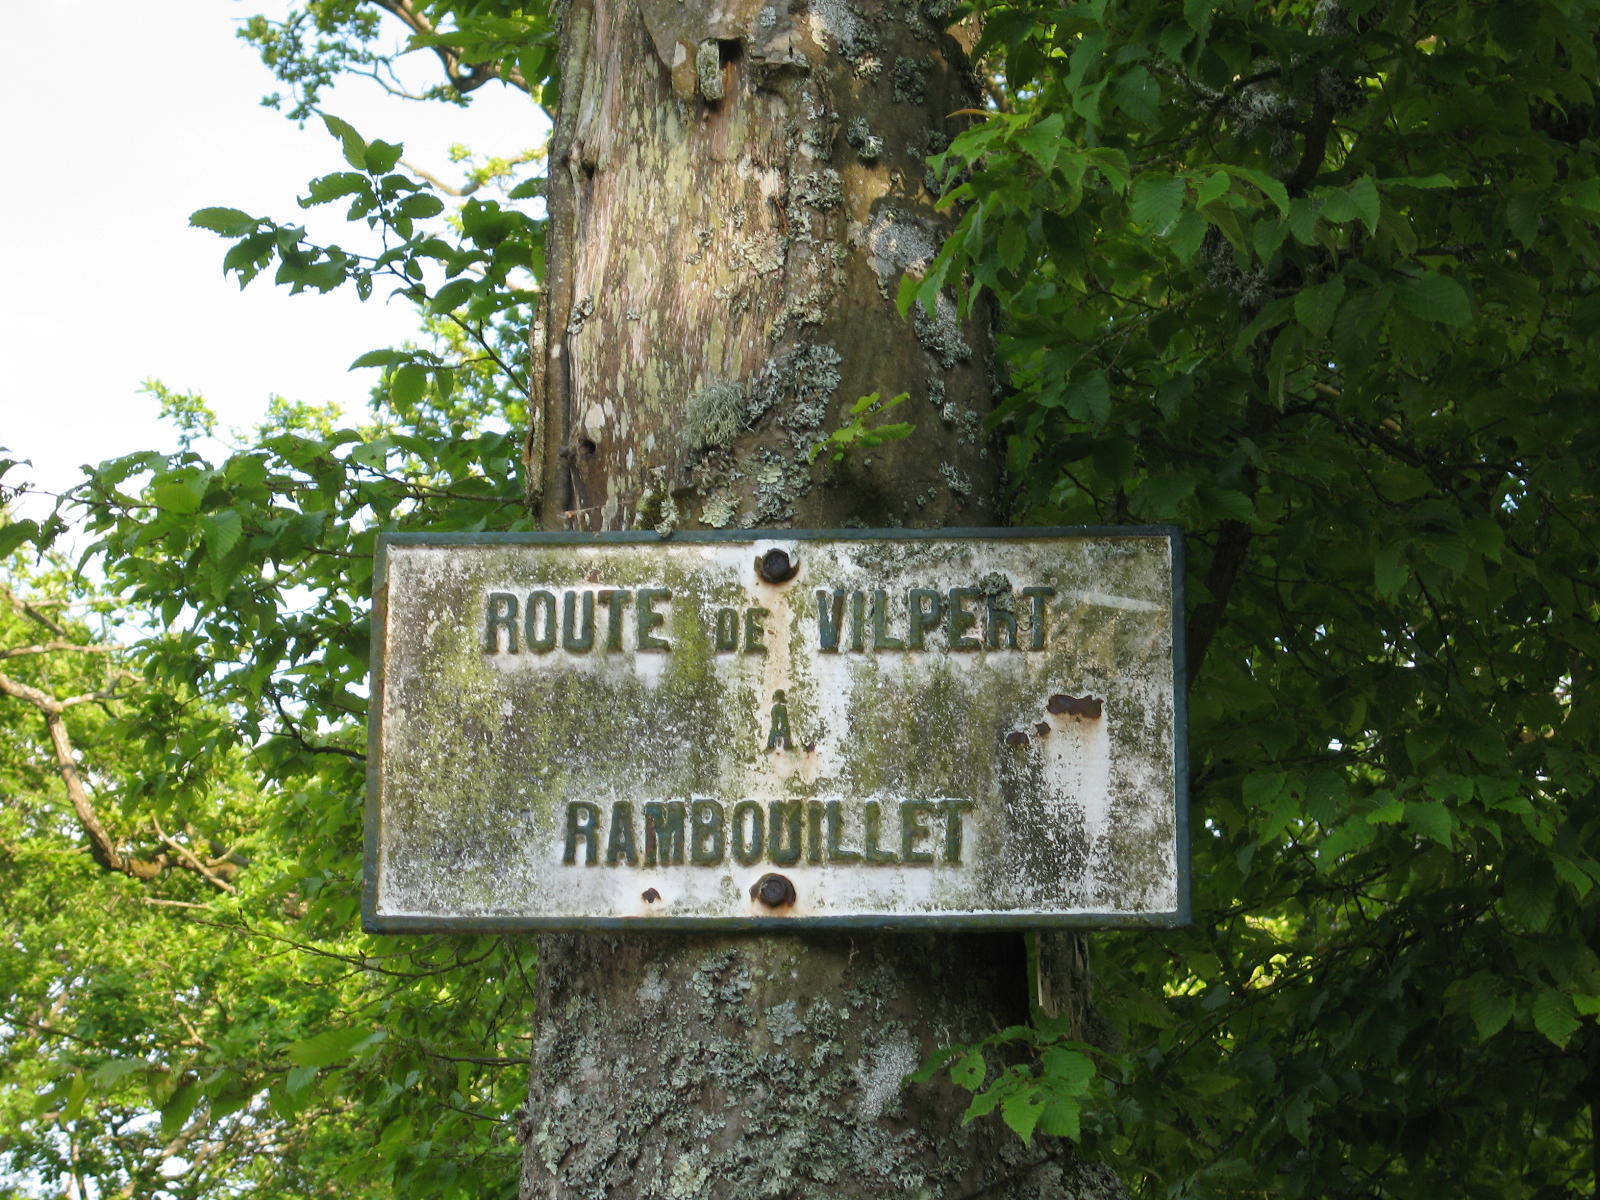 ROUTE DE VILPERT
À
RAMBOUILLET